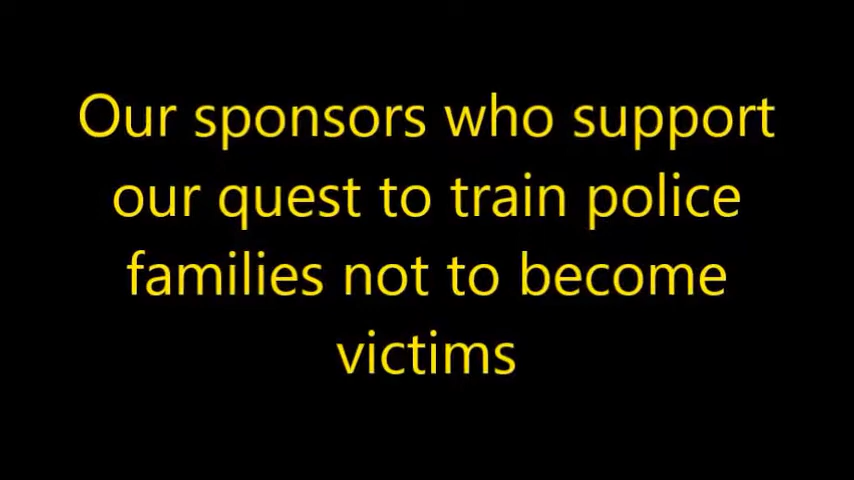 Our sponsors who support
our quest to train police
families not to become
victims